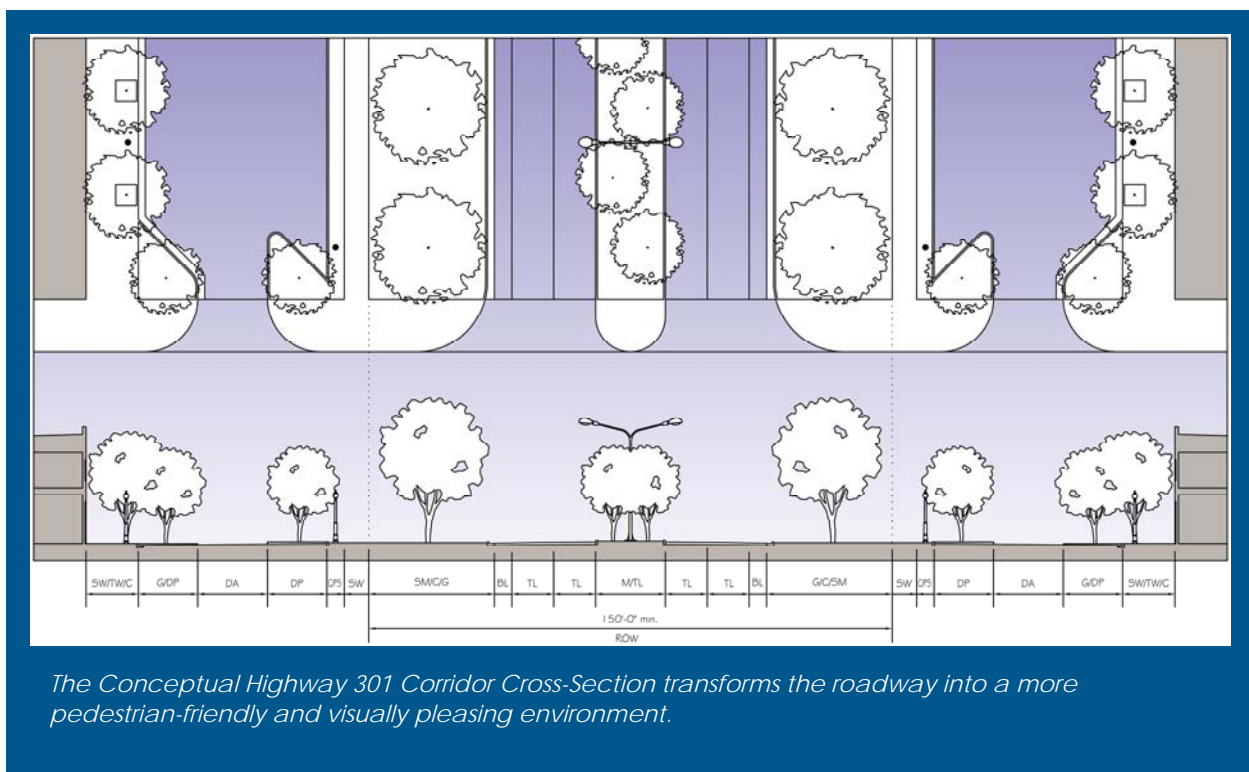 SW/TW/C G/DP DA DP CPS SW SM/C/G BL TL TL M/TL TL TL BL G/C/SM SW CPS DP DA G/DP SW/TW/C
150'-0" min.
ROW
The Conceptual Highway 301 Corridor Cross-Section transforms the roadway into a more
pedestrian-friendly and visually pleasing environment.